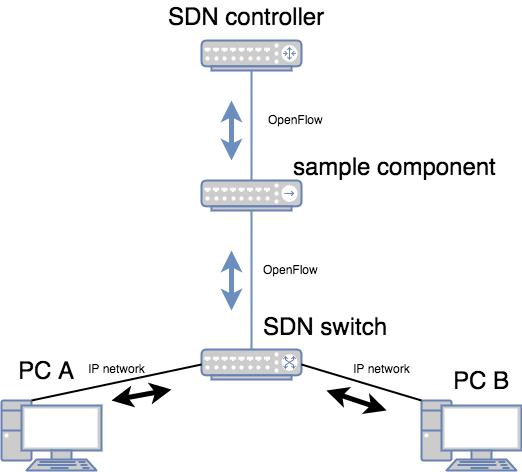 SDN controller
OpenFlow
sample component
OpenFlow
SDN switch
PC A
IP network
IP network
PC B